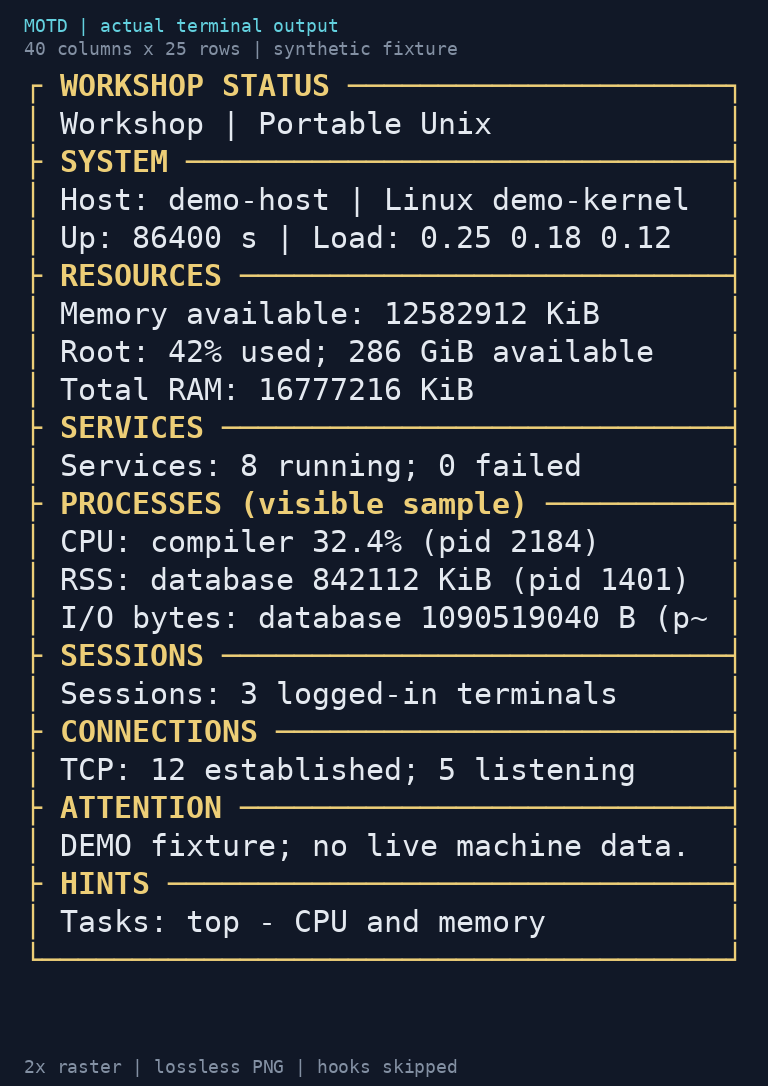 MOTD | actual terminal output
40 columns x 25 rows | synthetic fixture
WORKSHOP STATUS
Workshop | Portable Unix
SYSTEM
Host: demo-host | Linux demo-kernel
Up: 86400 s | Load: 0.25 0.18 0.12
RESOURCES
Memory available: 12582912 KiB
Root: 42% used; 286 GiB available
Total RAM: 16777216 KiB
SERVICES
Services: 8 running; 0 failed
PROCESSES (visible sample)
CPU: compiler 32.4% (pid 2184)
RSS: database 842112 KiB (pid 1401)
I/O bytes: database 1090519040 B (p~
SESSIONS
Sessions: 3 logged-in terminals
CONNECTIONS
TCP: 12 established; 5 listening
ATTENTION
DEMO fixture; no live machine data.
HINTS
Tasks: top - CPU and memory
2x raster | lossless PNG | hooks skipped